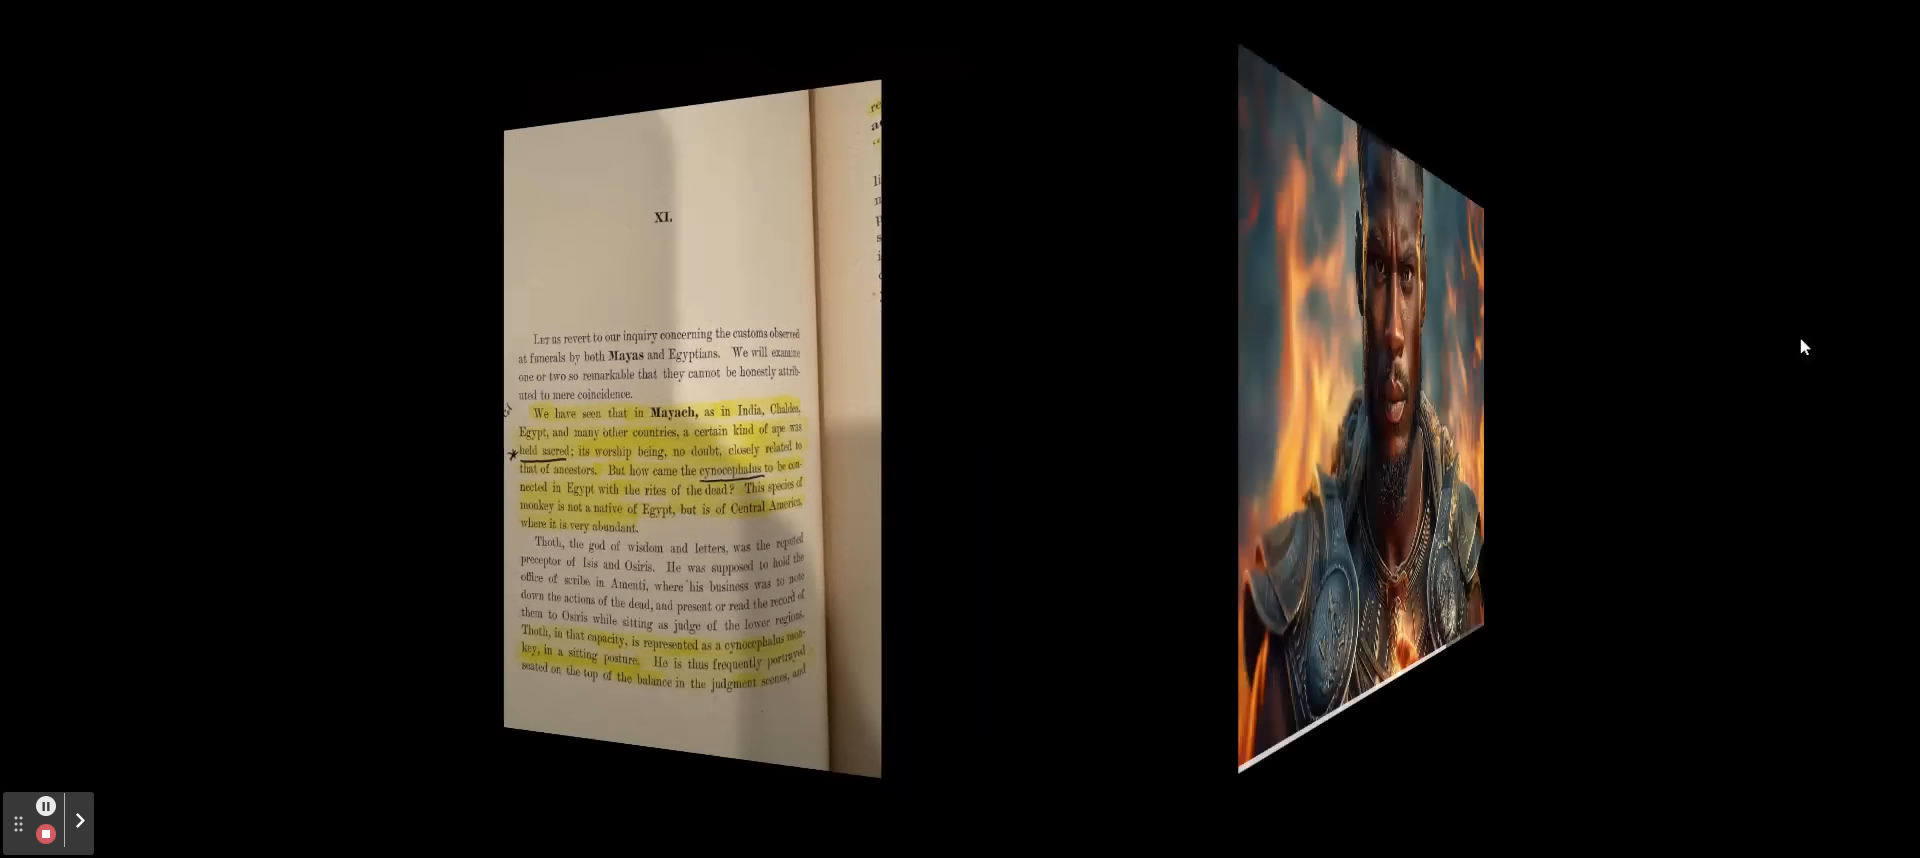 XI.
LET us revert to our inquiry concerning the customs observed
at funerals by both Mayas and Egyptians. We will examine
one or two so remarkable that they cannot be honestly attrib-
uted to mere coincidence.
We have seen that in Mayach, as in India, Chaldea,
Egypt, and many other countries, a certain kind of ape was
held sacred; its worship being, no doubt, closely related to
that of ancestors. But how came the cynocephalus to be con-
nected in Egypt with the rites of the dead? This species of
monkey is not a native of Egypt, but is of Central America,
where it is very abundant.
Thoth, the god of wisdom and letters, was the reputed
preceptor of Isis and Osiris. He was supposed to hold the
office of scribe in Amenti, where his business was to note
down the actions of the dead, and present or read the record of
them to Osiris while sitting as judge of the lower regions.
Thoth, in that capacity, is represented as a cynocephalus mon-
key, in a sitting posture. He is thus frequently portrayed
seated on the top of the balance in the judgment scenes, and